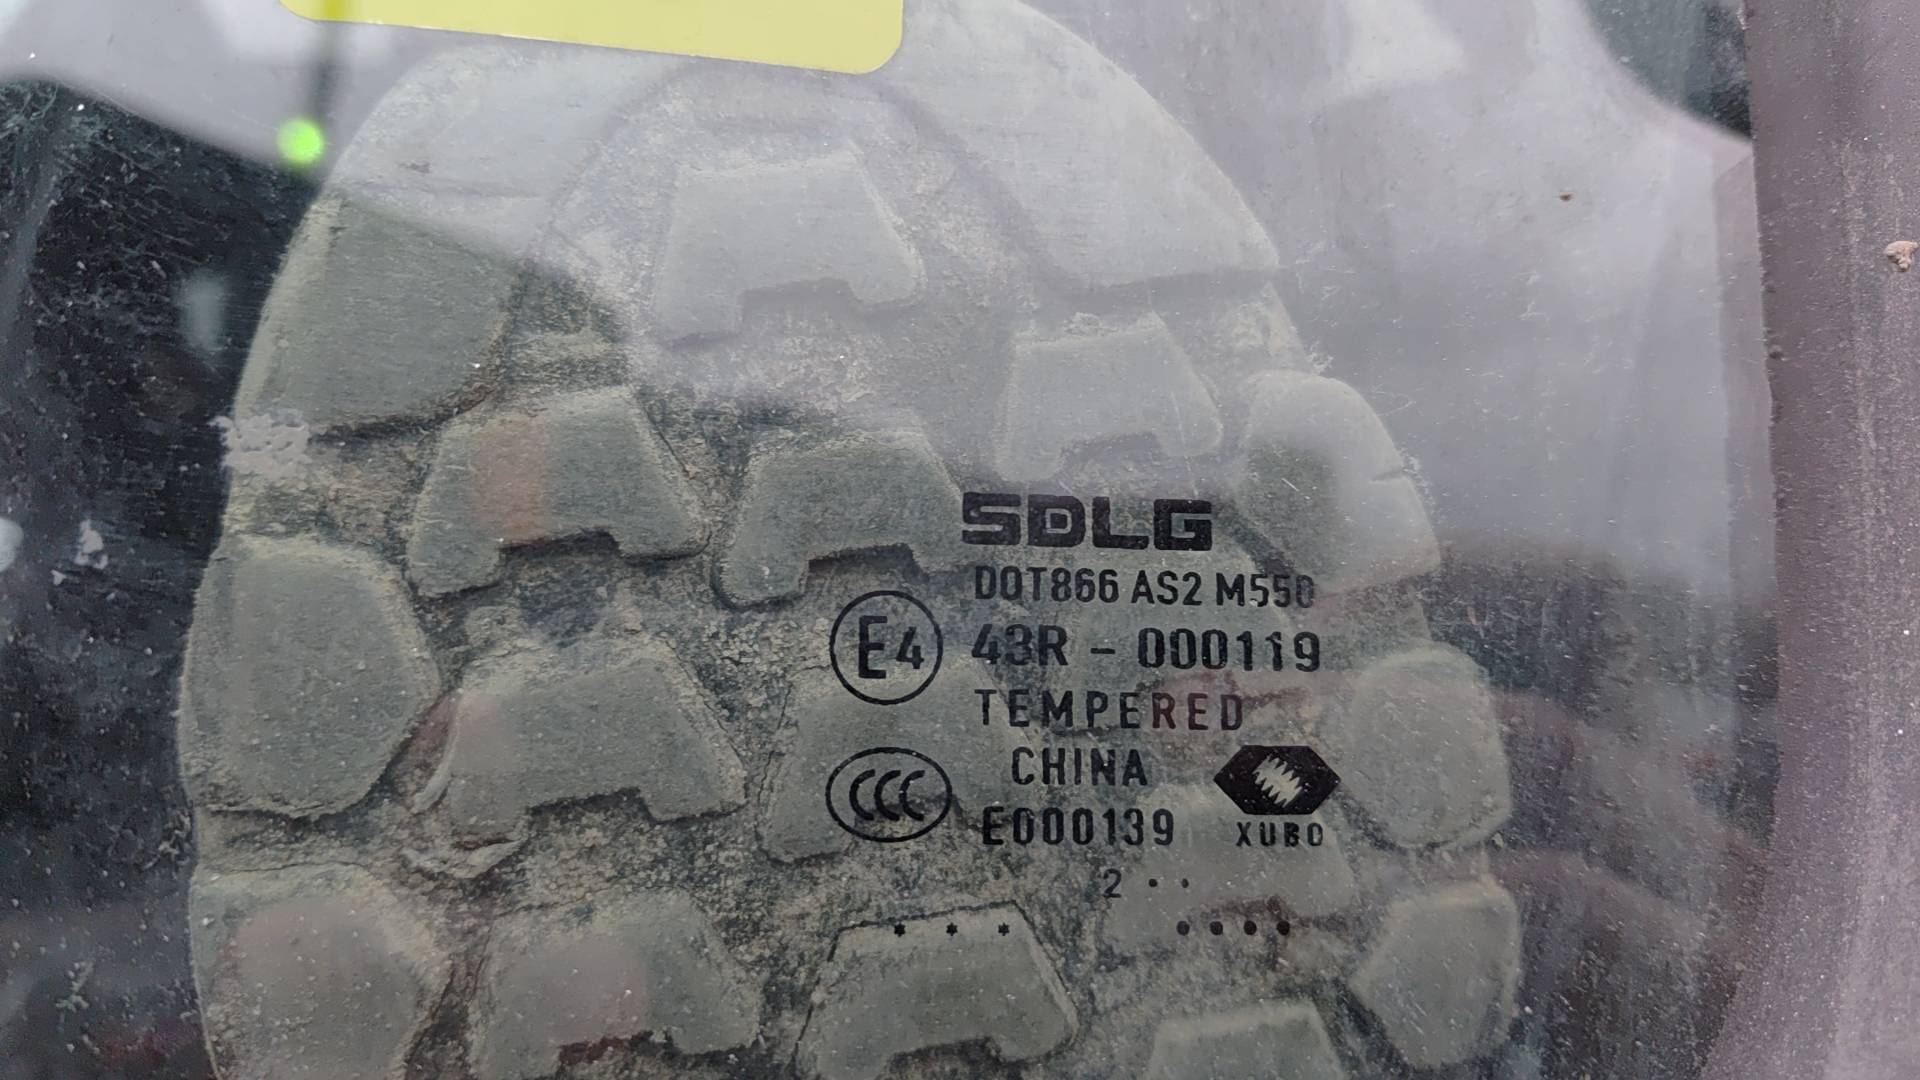 SDLG
DOT866 AS2 M550
E4 43R - 000119
TEMPERED
CCC CHINA
E000139 XUBO
2 · ·
* * * • • • •